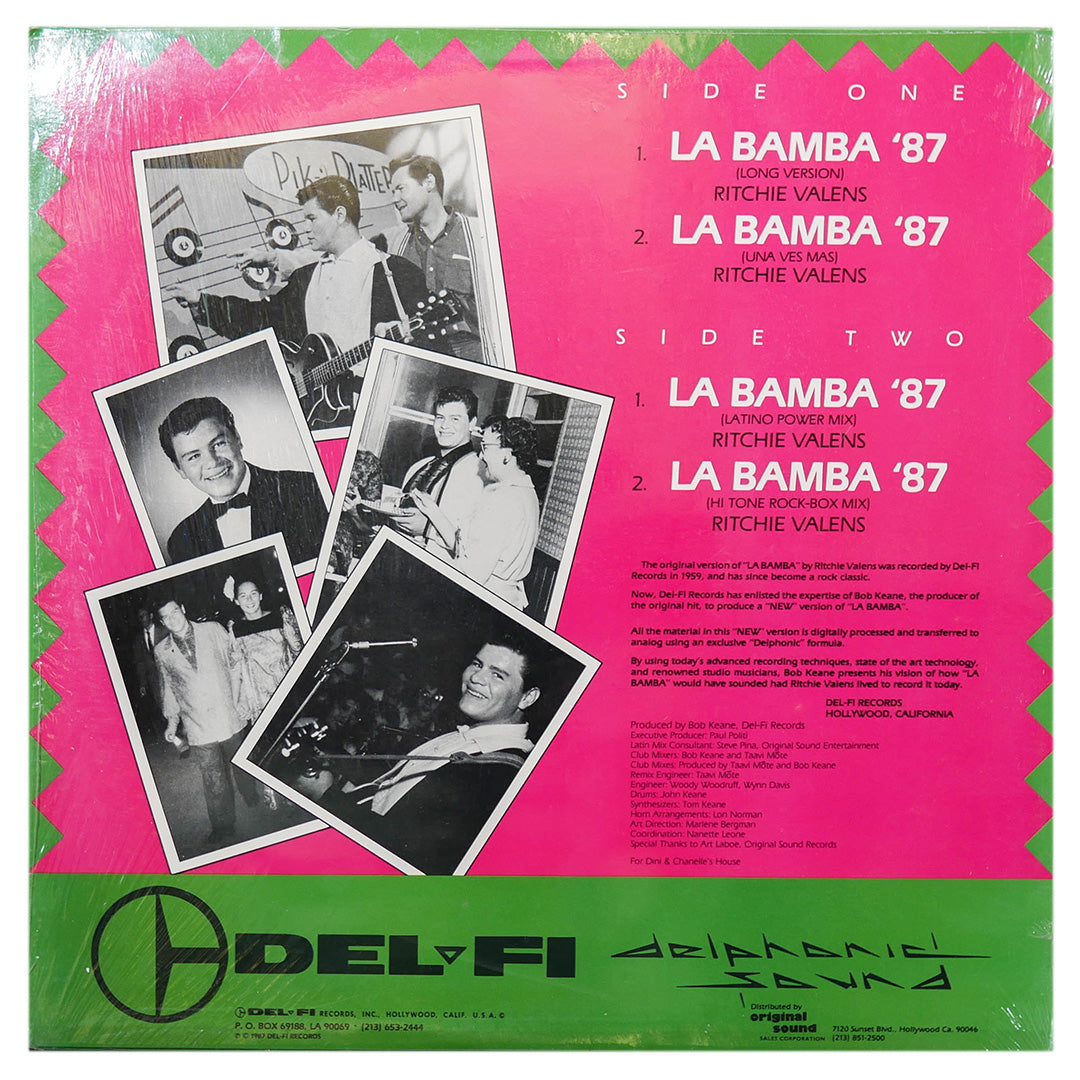 Pik-a-Platter
SIDE ONE
1. LA BAMBA ‘87
(LONG VERSION)
RITCHIE VALENS
2. LA BAMBA ‘87
(UNA VES MAS)
RITCHIE VALENS
SIDE TWO
1. LA BAMBA ‘87
(LATINO POWER MIX)
RITCHIE VALENS
2. LA BAMBA ‘87
(HI TONE ROCK-BOX MIX)
RITCHIE VALENS
The original version of "LA BAMBA" by Ritchie Valens was recorded by Del-Fi
Records in 1959, and has since become a rock classic.
Now, Del-Fi Records has enlisted the expertise of Bob Keane, the producer of
the original hit, to produce a "NEW" version of "LA BAMBA".
All the material in this "NEW" version is digitally processed and transferred to
analog using an exclusive "Delphonic" formula.
By using today's advanced recording techniques, state of the art technology,
and renowned studio musicians, Bob Keane presents his vision of how "LA
BAMBA" would have sounded had Ritchie Valens lived to record it today.
DEL-FI RECORDS
HOLLYWOOD, CALIFORNIA
Produced by Bob Keane, Del-Fi Records
Executive Producer: Paul Politi
Latin Mix Consultant: Steve Pina, Original Sound Entertainment
Club Mixers: Bob Keane and Taavi Mõte
Club Mixes: Produced by Taavi Mõte and Bob Keane
Remix Engineer: Taavi Mõte
Engineer: Woody Woodruff, Wynn Davis
Drums: John Keane
Synthesizers: Tom Keane
Horn Arrangements: Lon Norman
Art Direction: Marlene Bergman
Coordination: Nanette Leone
Special Thanks to Art Laboe, Original Sound Records
For Dini & Chanelle's House
DEL-FI
delphonic
sound
DEL-FI RECORDS, INC., HOLLYWOOD, CALIF. U.S.A. ©
P. O. BOX 69188, LA 90069 · (213) 653-2444
℗ © 1987 DEL-FI RECORDS
Distributed by
original
sound
SALES CORPORATION
7120 Sunset Blvd., Hollywood Ca. 90046
(213) 851-2500